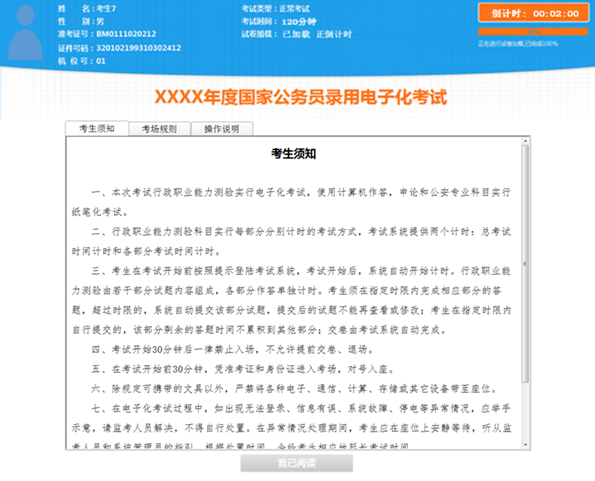 姓 名：考生7
性 别：男
准考证号：BM0111020212
证件号码：320102199310302412
机 位 号：01
考试类型：正常考试
考试时间：120分钟
试卷加载：已加载 正倒计时
倒计时：00:02:00
正在进行试卷加载,已完成100%
XXXX年度国家公务员录用电子化考试
考生须知 考场规则 操作说明
考生须知
一、本次考试行政职业能力测验实行电子化考试，使用计算机作答，申论和公安专业科目实行
纸笔化考试。
二、行政职业能力测验科目实行每部分分别计时的考试方式，考试系统提供两个计时：总考试
时间计时和各部分考试时间计时。
三、考生在考试开始前按照提示登陆考试系统，考试开始后，系统自动开始计时。行政职业能
力测验由若干部分试题内容组成，各部分作答单独计时。考生须在指定时限内完成相应部分的答
题，超过时限的，系统自动提交该部分试题，提交后的试题不能再查看或修改；考生在指定时限内
自行提交的，该部分剩余的答题时间不累积到其他部分；交卷由考试系统自动完成。
四、考试开始30分钟后一律禁止入场，不允许提前交卷、退场。
五、在考试开始前30分钟，凭准考证和身份证进入考场，对号入座。
六、除规定可携带的文具以外，严禁将各种电子、通信、计算、存储或其它设备带至座位。
七、在电子化考试过程中，如出现无法登录、信息有误、系统故障、停电等异常情况，应举手
示意，请监考人员解决，不得自行处置。在异常情况处理期间，考生应在座位上安静等待，听从监
考人员和系统管理员的指引，根据处置时间，会给考生相应地延长考试时间
我已阅读